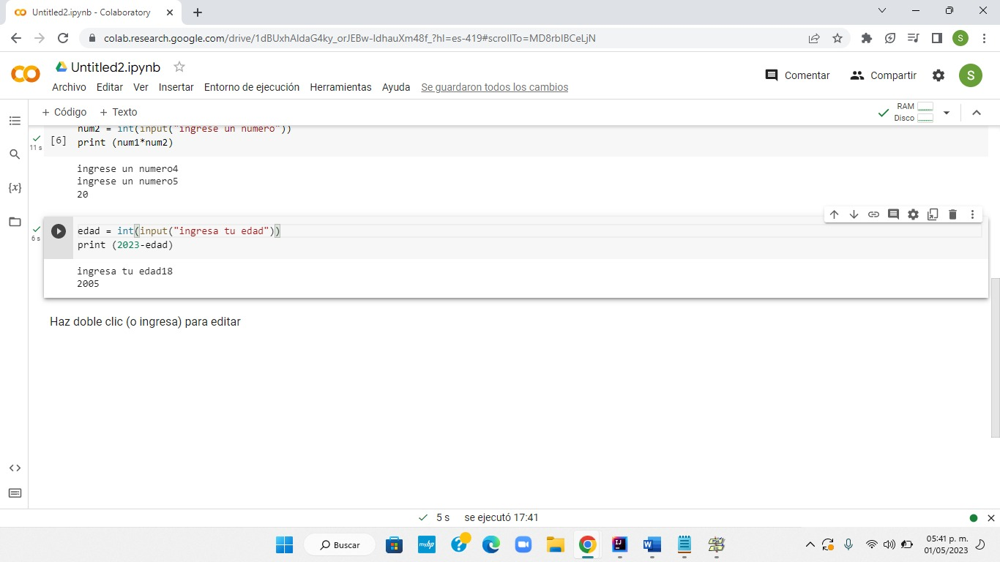 Untitled2.ipynb - Colaboratory
colab.research.google.com/drive/1dBUxhAIdaG4ky_orJEBw-IdhauXm48f_?hl=es-419#scrollTo=MD8rbIBCeLjN
S
Untitled2.ipynb
Comentar
Compartir
S
Archivo Editar Ver Insertar Entorno de ejecución Herramientas Ayuda Se guardaron todos los cambios
+ Código + Texto
RAM
Disco
num2 = int(input("ingrese un numero"))
[6] print (num1*num2)
11 s
ingrese un numero4
ingrese un numero5
20
{x}
edad = int(input("ingresa tu edad"))
6 s
print (2023-edad)
ingresa tu edad18
2005
Haz doble clic (o ingresa) para editar
5 s se ejecutó 17:41
Buscar
myhp
05:41 p. m.
01/05/2023